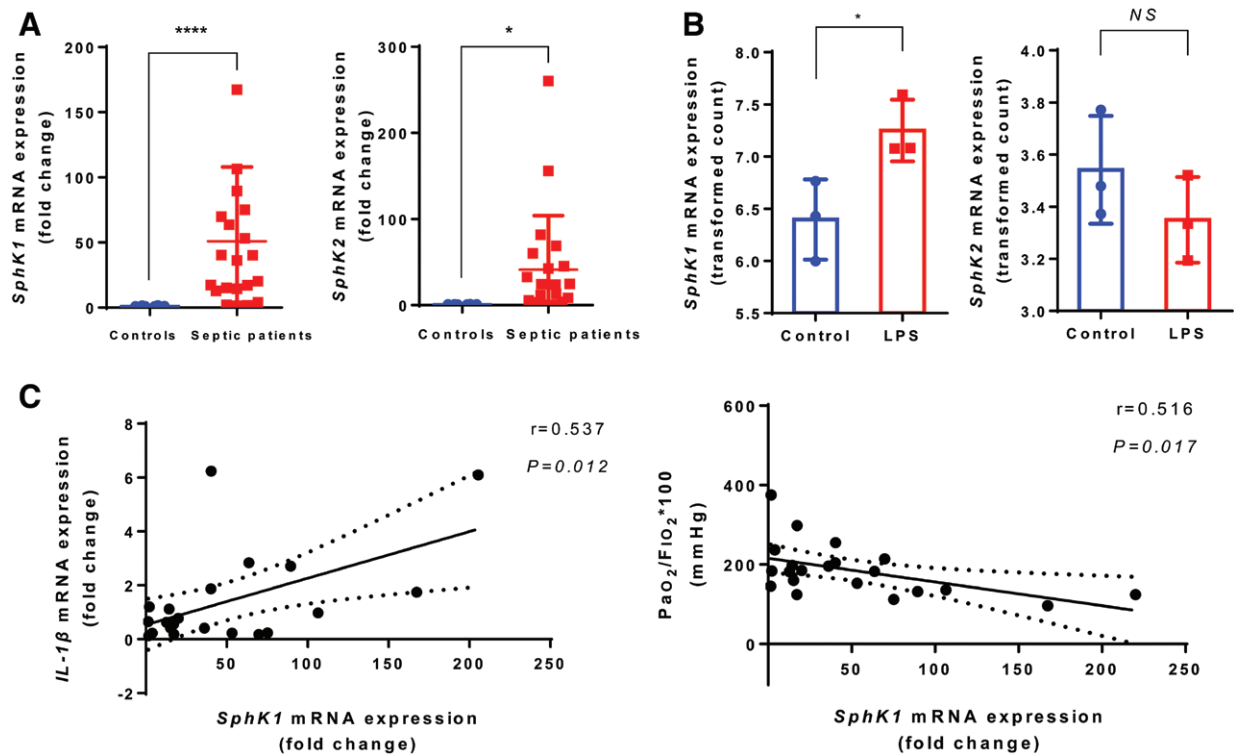 A
SphK1 mRNA expression
(fold change)
200
150
100
50
0
****
Controls
Septic patients
SphK2 mRNA expression
(fold change)
300
200
100
0
*
Controls
Septic patients
B
SphK1 mRNA expression
(transformed count)
8.0
7.5
7.0
6.5
6.0
5.5
*
Control
LPS
SphK2 mRNA expression
(transformed count)
4.0
3.8
3.6
3.4
3.2
3.0
NS
Control
LPS
C
IL-1β mRNA expression
(fold change)
8
6
4
2
0
-2
r=0.537
P=0.012
50
100
150
200
250
SphK1 mRNA expression
(fold change)
PaO₂/FIO₂*100
(mmHg)
600
400
200
0
r=0.516
P=0.017
50
100
150
200
250
SphK1 mRNA expression
(fold change)